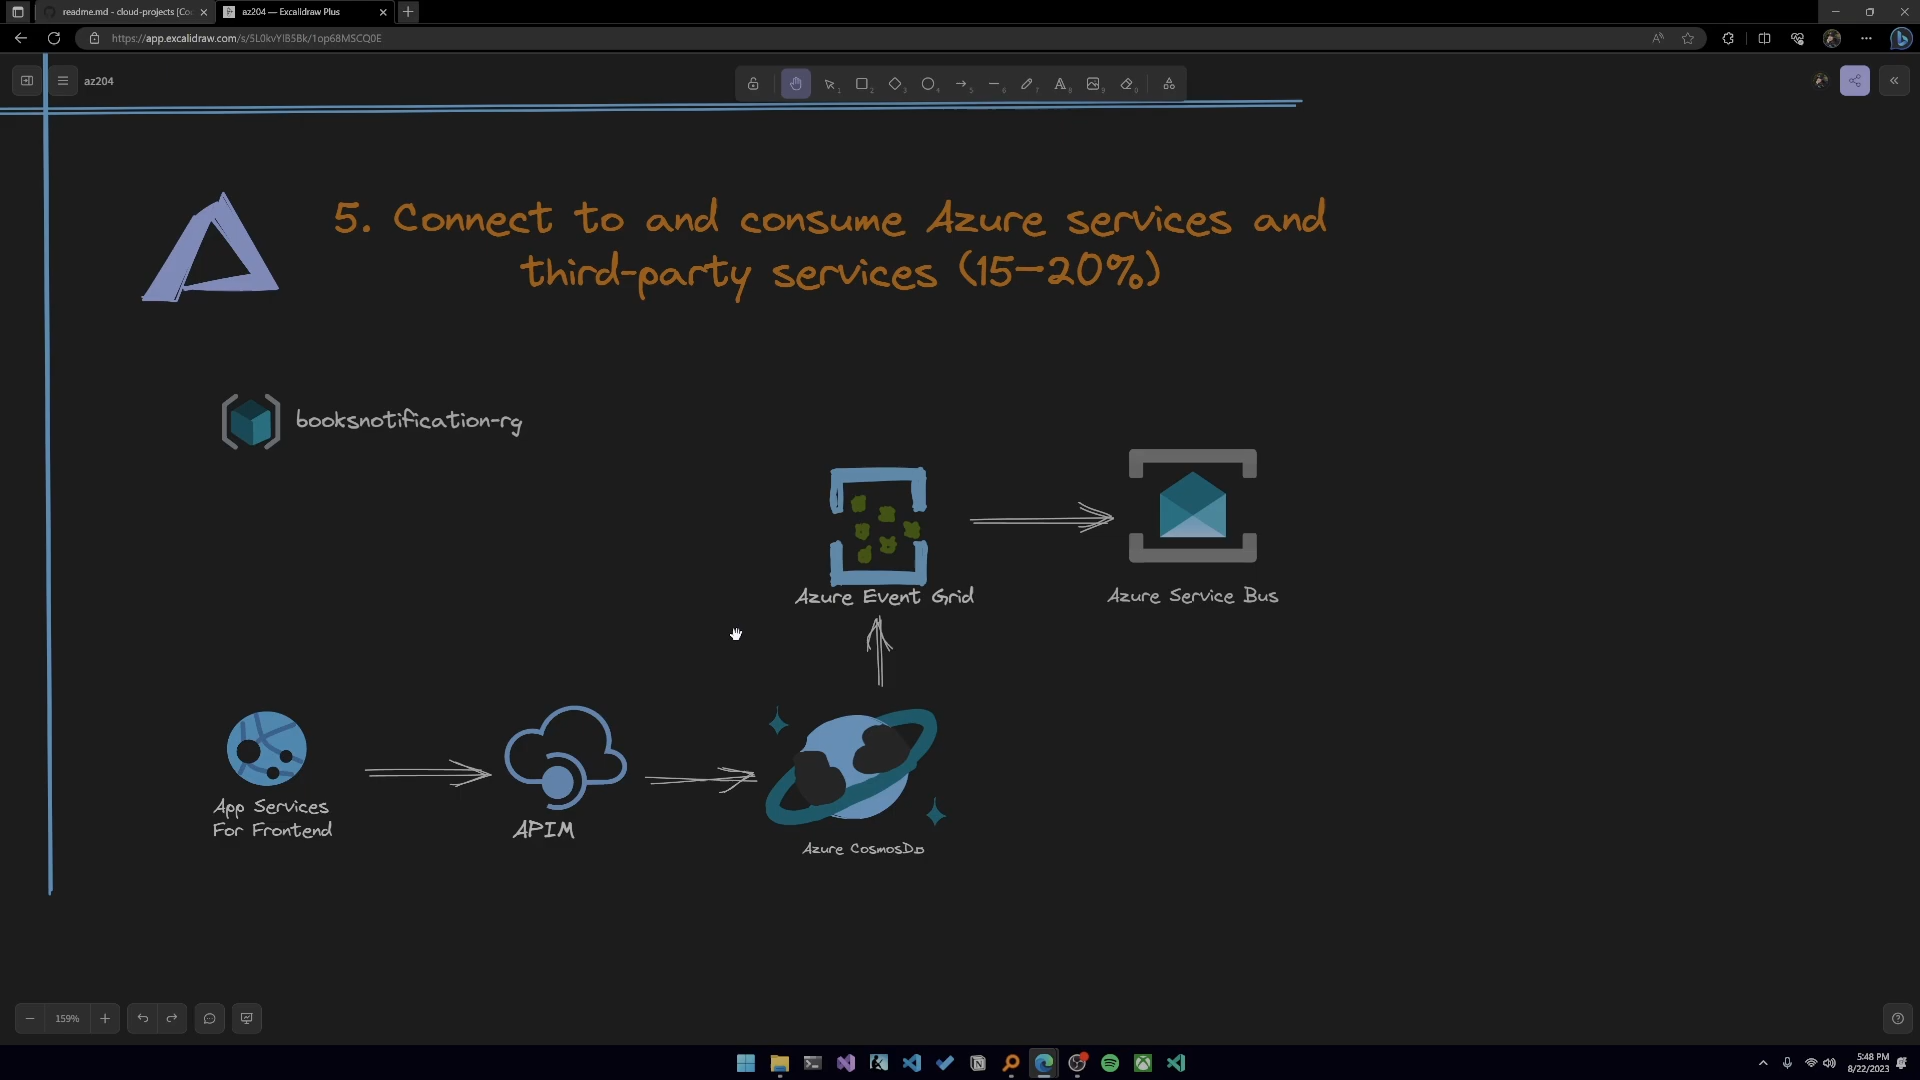 readme.md - cloud-projects [Co
az204 — Excalidraw Plus
https://app.excalidraw.com/s/5L0kvYIB5Bk/1op68MSCQ0E
az204
5. Connect to and consume Azure services and
third-party services (15-20%)
booksnotification-rg
Azure Event Grid
Azure Service Bus
App Services
For Frontend
APIM
Azure CosmosDB
159%
5:48 PM
8/22/2023